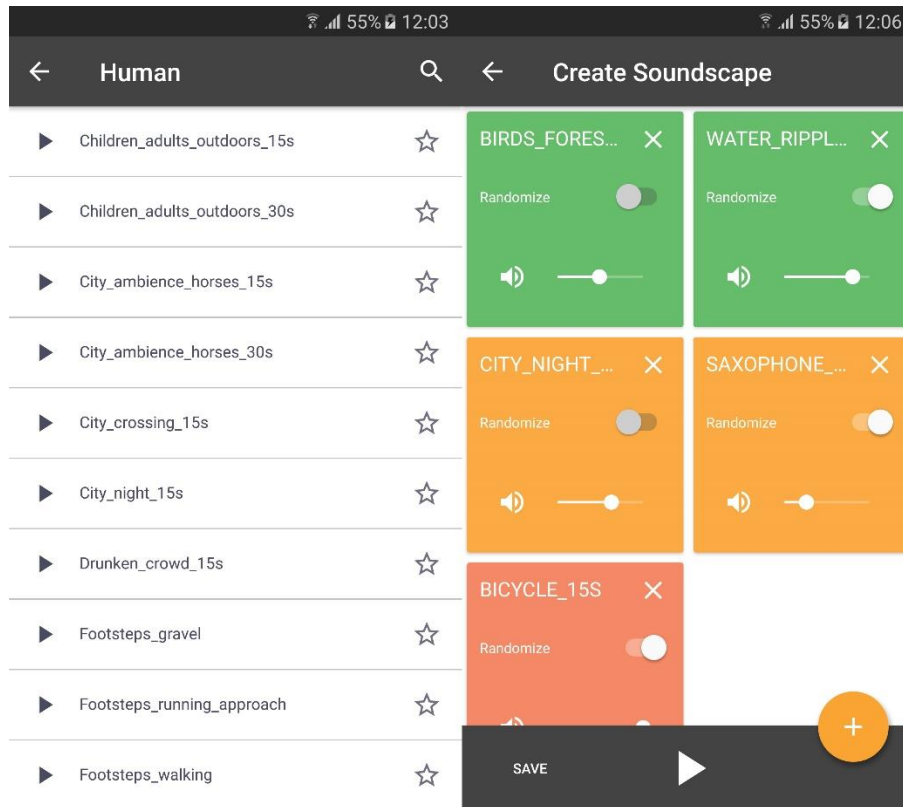 55% 12:03
Human
Children_adults_outdoors_15s
Children_adults_outdoors_30s
City_ambience_horses_15s
City_ambience_horses_30s
City_crossing_15s
City_night_15s
Drunken_crowd_15s
Footsteps_gravel
Footsteps_running_approach
Footsteps_walking
55% 12:06
Create Soundscape
BIRDS_FORES...
Randomize
WATER_RIPPL...
Randomize
CITY_NIGHT_...
Randomize
SAXOPHONE_...
Randomize
BICYCLE_15S
Randomize
SAVE